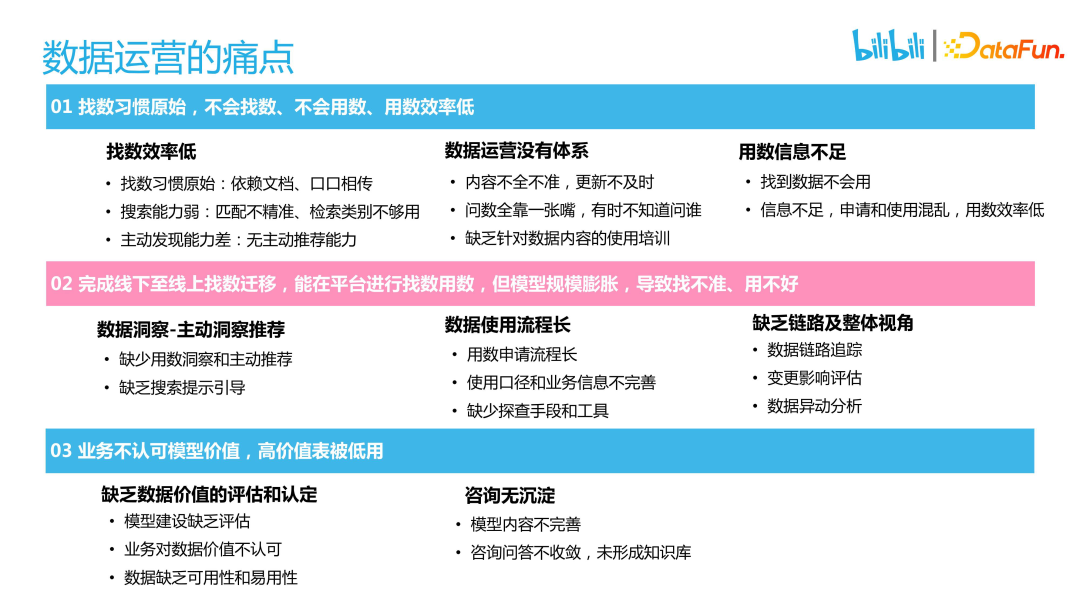 数据运营的痛点
bilibili | DataFun.
01 找数习惯原始，不会找数、不会用数、用数效率低
找数效率低
• 找数习惯原始：依赖文档、口口相传
• 搜索能力弱：匹配不精准、检索类别不够用
• 主动发现能力差：无主动推荐能力
数据运营没有体系
• 内容不全不准，更新不及时
• 问数全靠一张嘴，有时不知道问谁
• 缺乏针对数据内容的使用培训
用数信息不足
• 找到数据不会用
• 信息不足，申请和使用混乱，用数效率低
02 完成线下至线上找数迁移，能在平台进行找数用数，但模型规模膨胀，导致找不准、用不好
数据洞察-主动洞察推荐
• 缺少用数洞察和主动推荐
• 缺乏搜索提示引导
数据使用流程长
• 用数申请流程长
• 使用口径和业务信息不完善
• 缺少探查手段和工具
缺乏链路及整体视角
• 数据链路追踪
• 变更影响评估
• 数据异动分析
03 业务不认可模型价值，高价值表被低用
缺乏数据价值的评估和认定
• 模型建设缺乏评估
• 业务对数据价值不认可
• 数据缺乏可用性和易用性
咨询无沉淀
• 模型内容不完善
• 咨询问答不收敛，未形成知识库